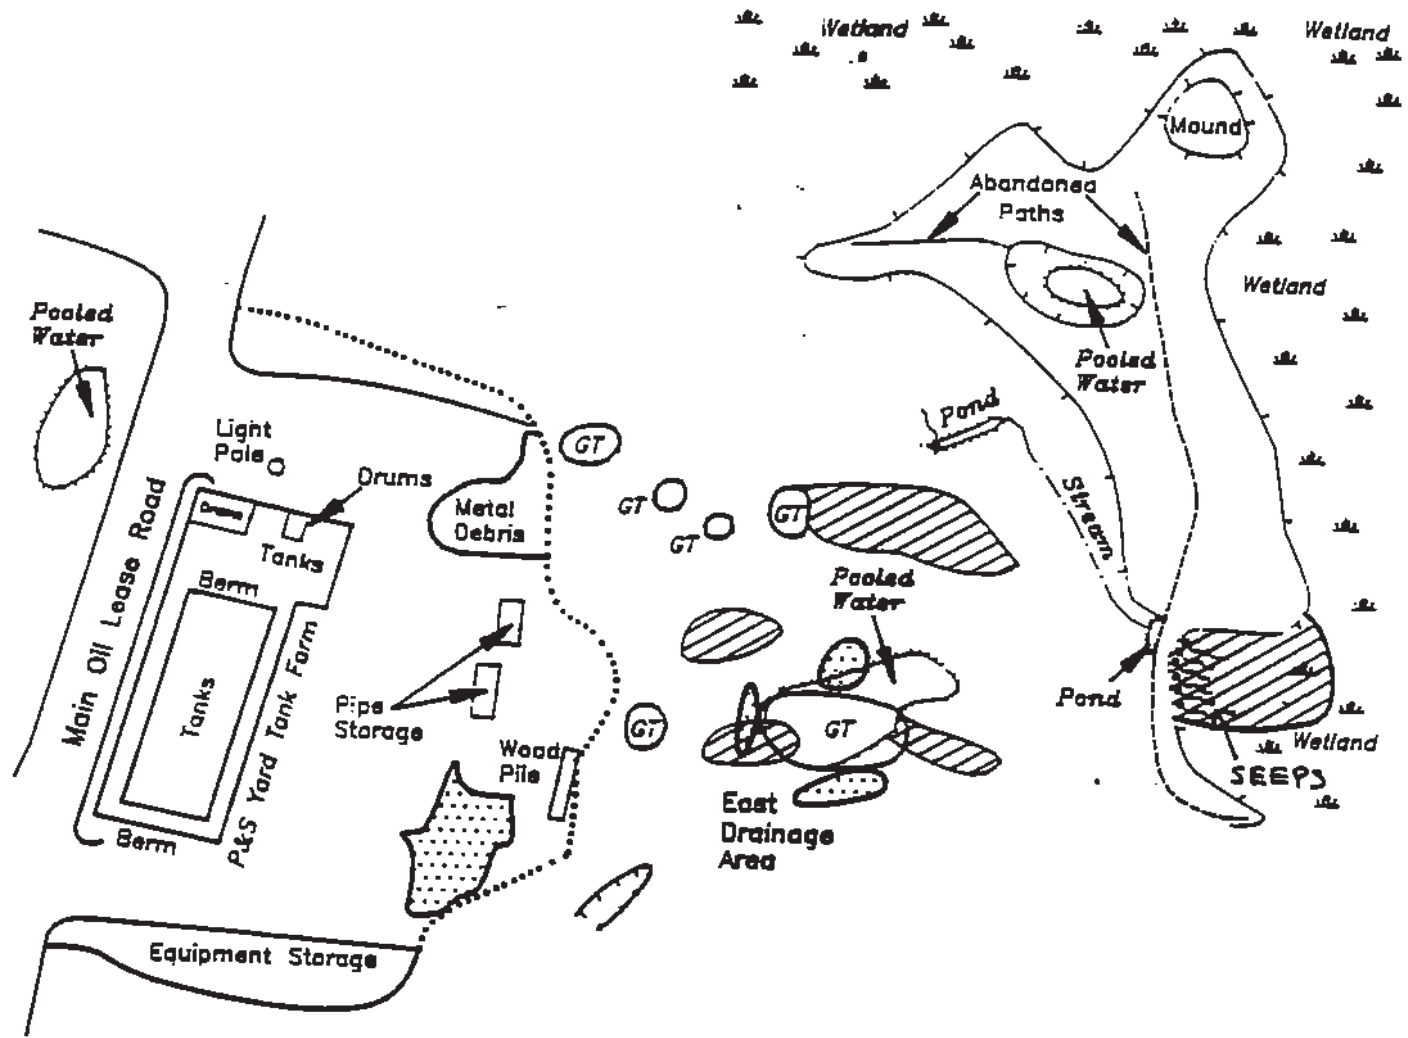 Wetland
Wetland
Mound
Abandoned
Paths
Wetland
Pooled
Water
Pooled
Water
Pond
Light
Pole
Drums
GT
Metal
Debris
GT
GT
GT
Stream
Drums
Tanks
Main Oil Lease Road
Berm
Pooled
Water
Tanks
P&S Yard Tank Farm
Pipe
Storage
Pond
GT
GT
Wood
Pile
Wetland
SEEPS
East
Drainage
Area
Berm
Equipment Storage